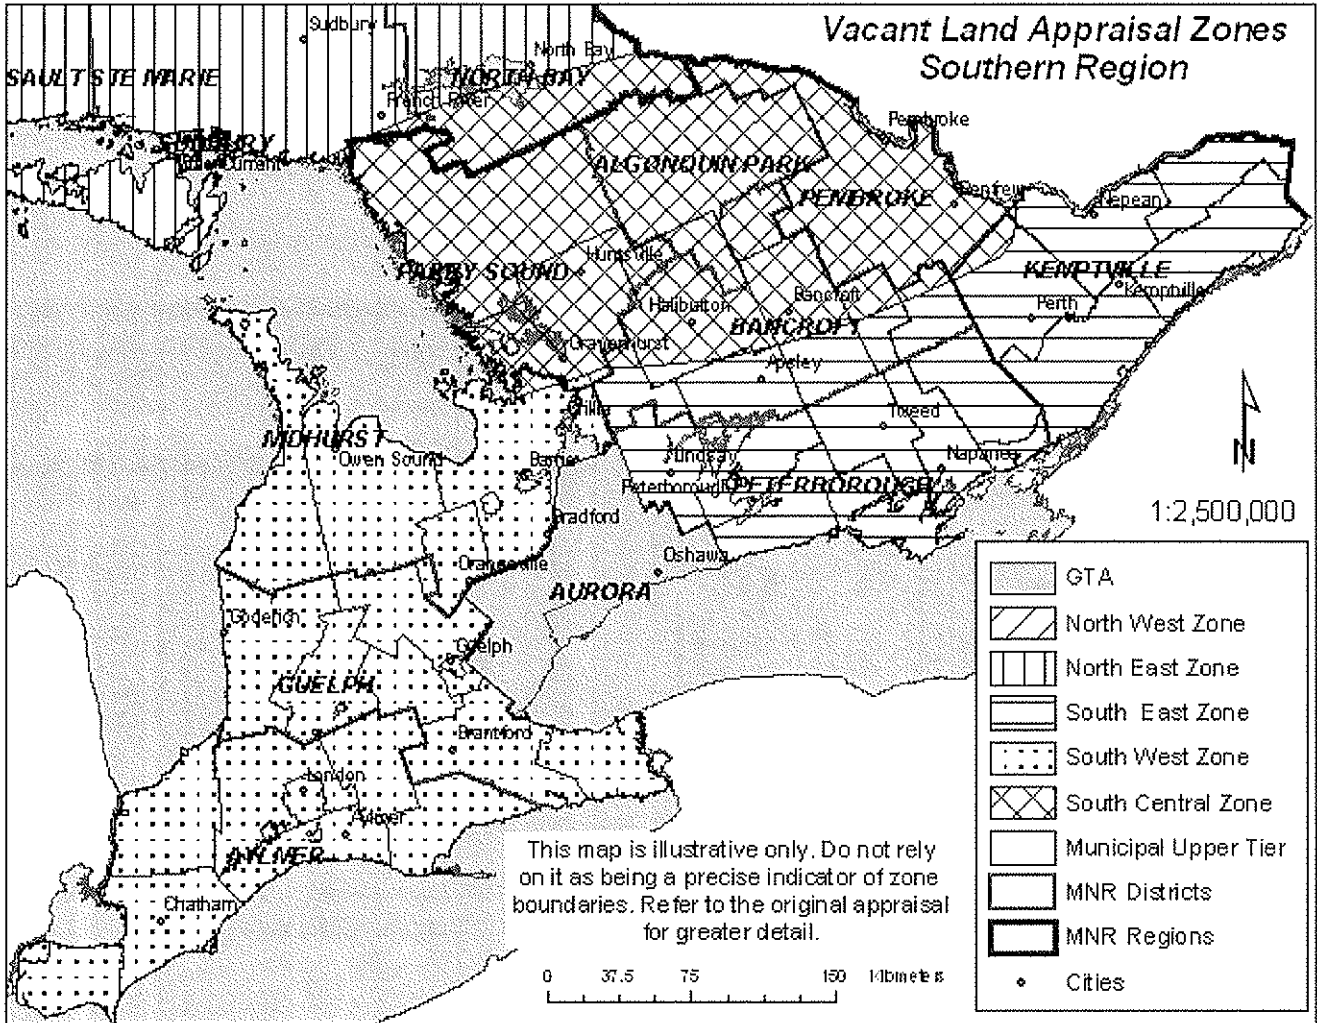 Vacant Land Appraisal Zones
Southern Region
Sudbury
North Bay
SAULT STE MARIE
NORTH BAY
French River
Pembroke
SUDBURY
Current
ALGONQUIN PARK
PEMBROKE
Renfrew
Nepean
Huntsville
PARRY SOUND
KEMPTVILLE
Kemptville
Haliburton
Bancroft
Perth
BANCROFT
Gravenhurst
Apsley
Orillia
Tweed
MIDHURST
Owen Sound
Barrie
Lindsay
Napanee
Peterborough
PETERBOROUGH
N
1:2,500,000
Bradford
Orangeville
Oshawa
AURORA
Goderich
Guelph
GUELPH
Brantford
London
Aylmer
AYLMER
Chatham
GTA
North West Zone
North East Zone
South East Zone
South West Zone
South Central Zone
Municipal Upper Tier
MNR Districts
MNR Regions
Cities
This map is illustrative only. Do not rely
on it as being a precise indicator of zone
boundaries. Refer to the original appraisal
for greater detail.
0 37.5 75 150 Kilometers